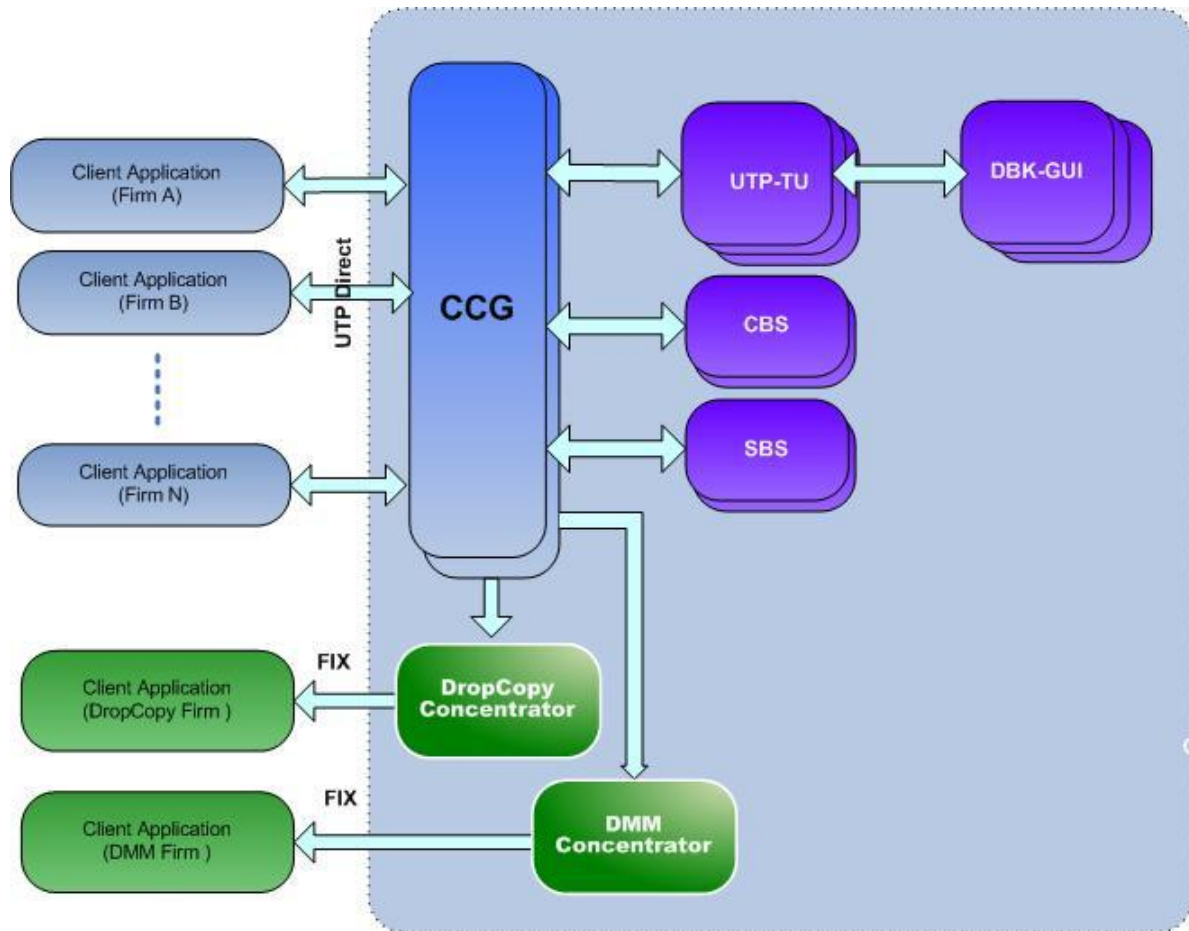 Client Application
(Firm A)
Client Application
(Firm B)
Client Application
(Firm N)
UTP Direct
CCG
UTP-TU
DBK-GUI
CBS
SBS
FIX
Client Application
(DropCopy Firm )
DropCopy
Concentrator
FIX
Client Application
(DMM Firm )
DMM
Concentrator